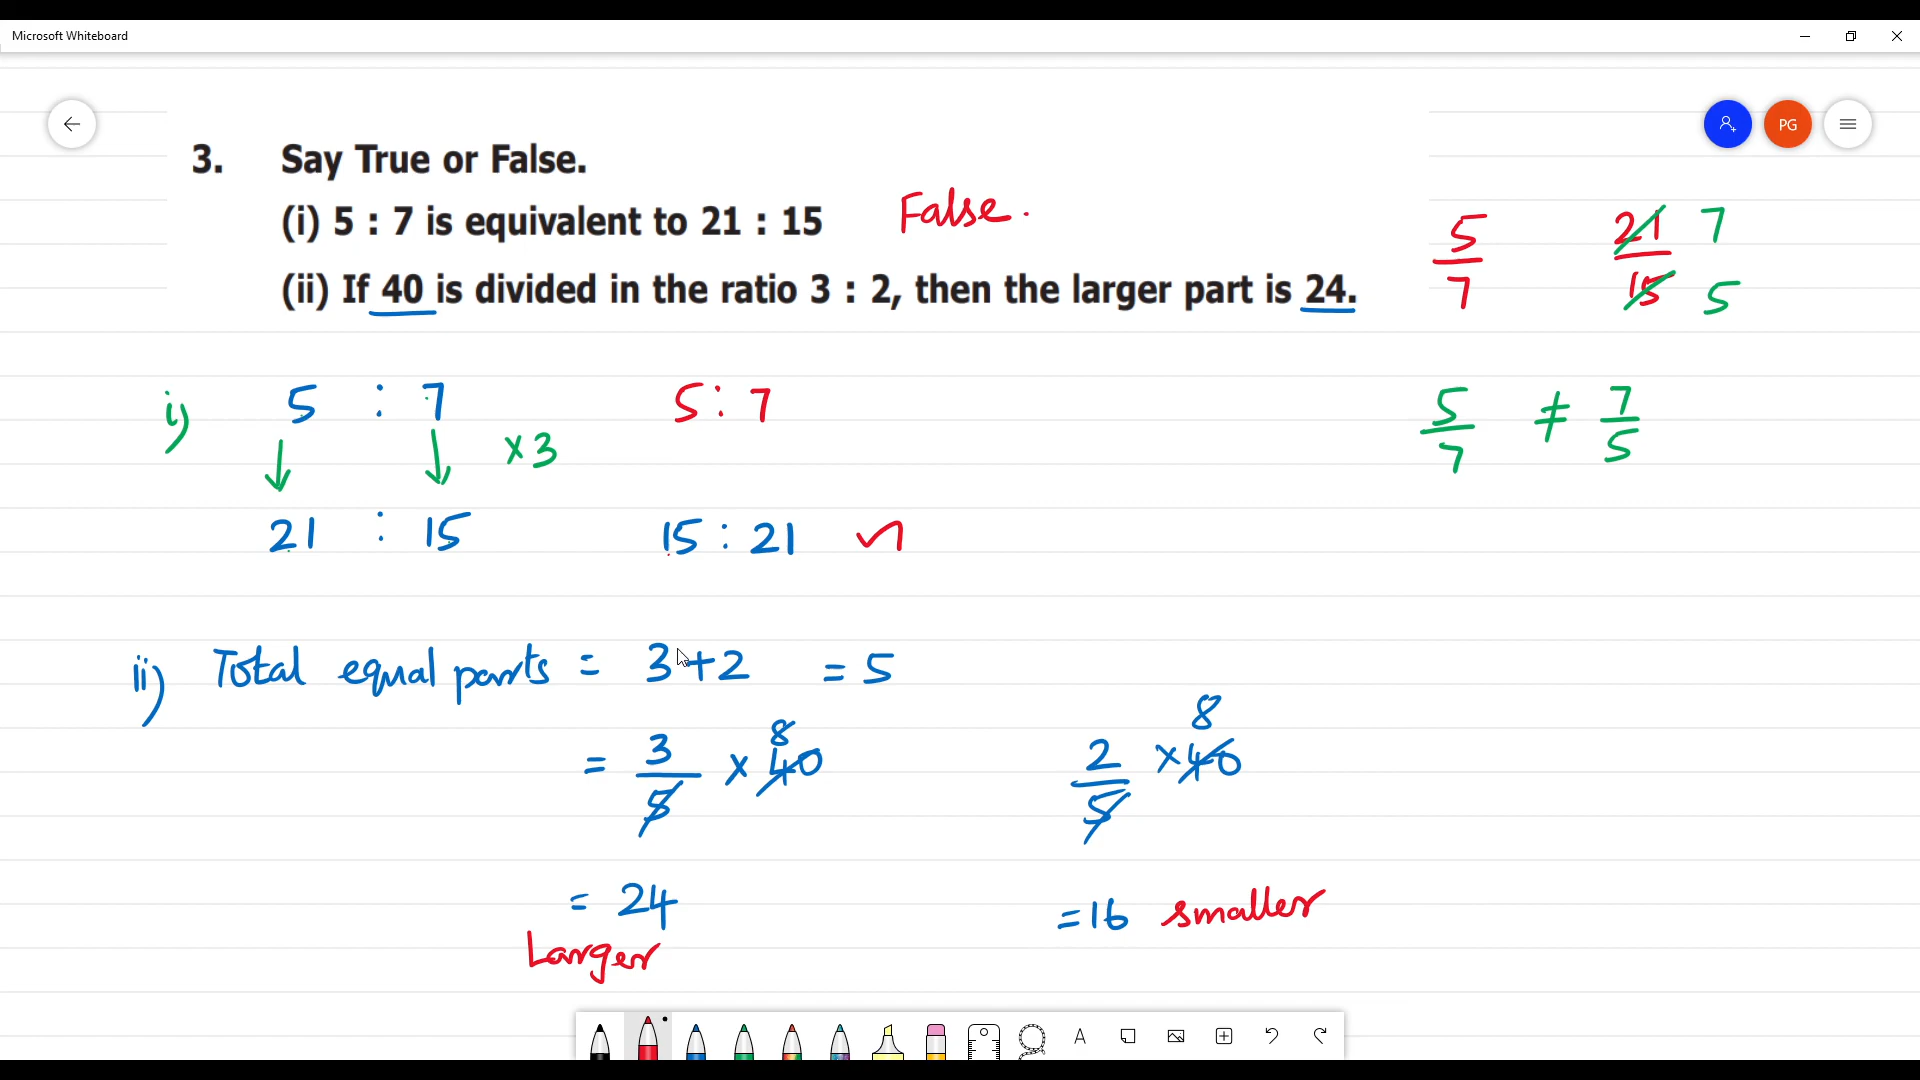 Microsoft Whiteboard
PG
3. Say True or False.
(i) 5 : 7 is equivalent to 21 : 15 False.
(ii) If 40 is divided in the ratio 3 : 2, then the larger part is 24.
5/7 21/15 7 5
i) 5 : 7 5 : 7
×3
21 : 15 15 : 21
5/7 ≠ 7/5
ii) Total equal parts = 3+2 = 5
= 3/5 × 40 8
2/5 × 40 8
= 24
Larger
= 16 smaller
A